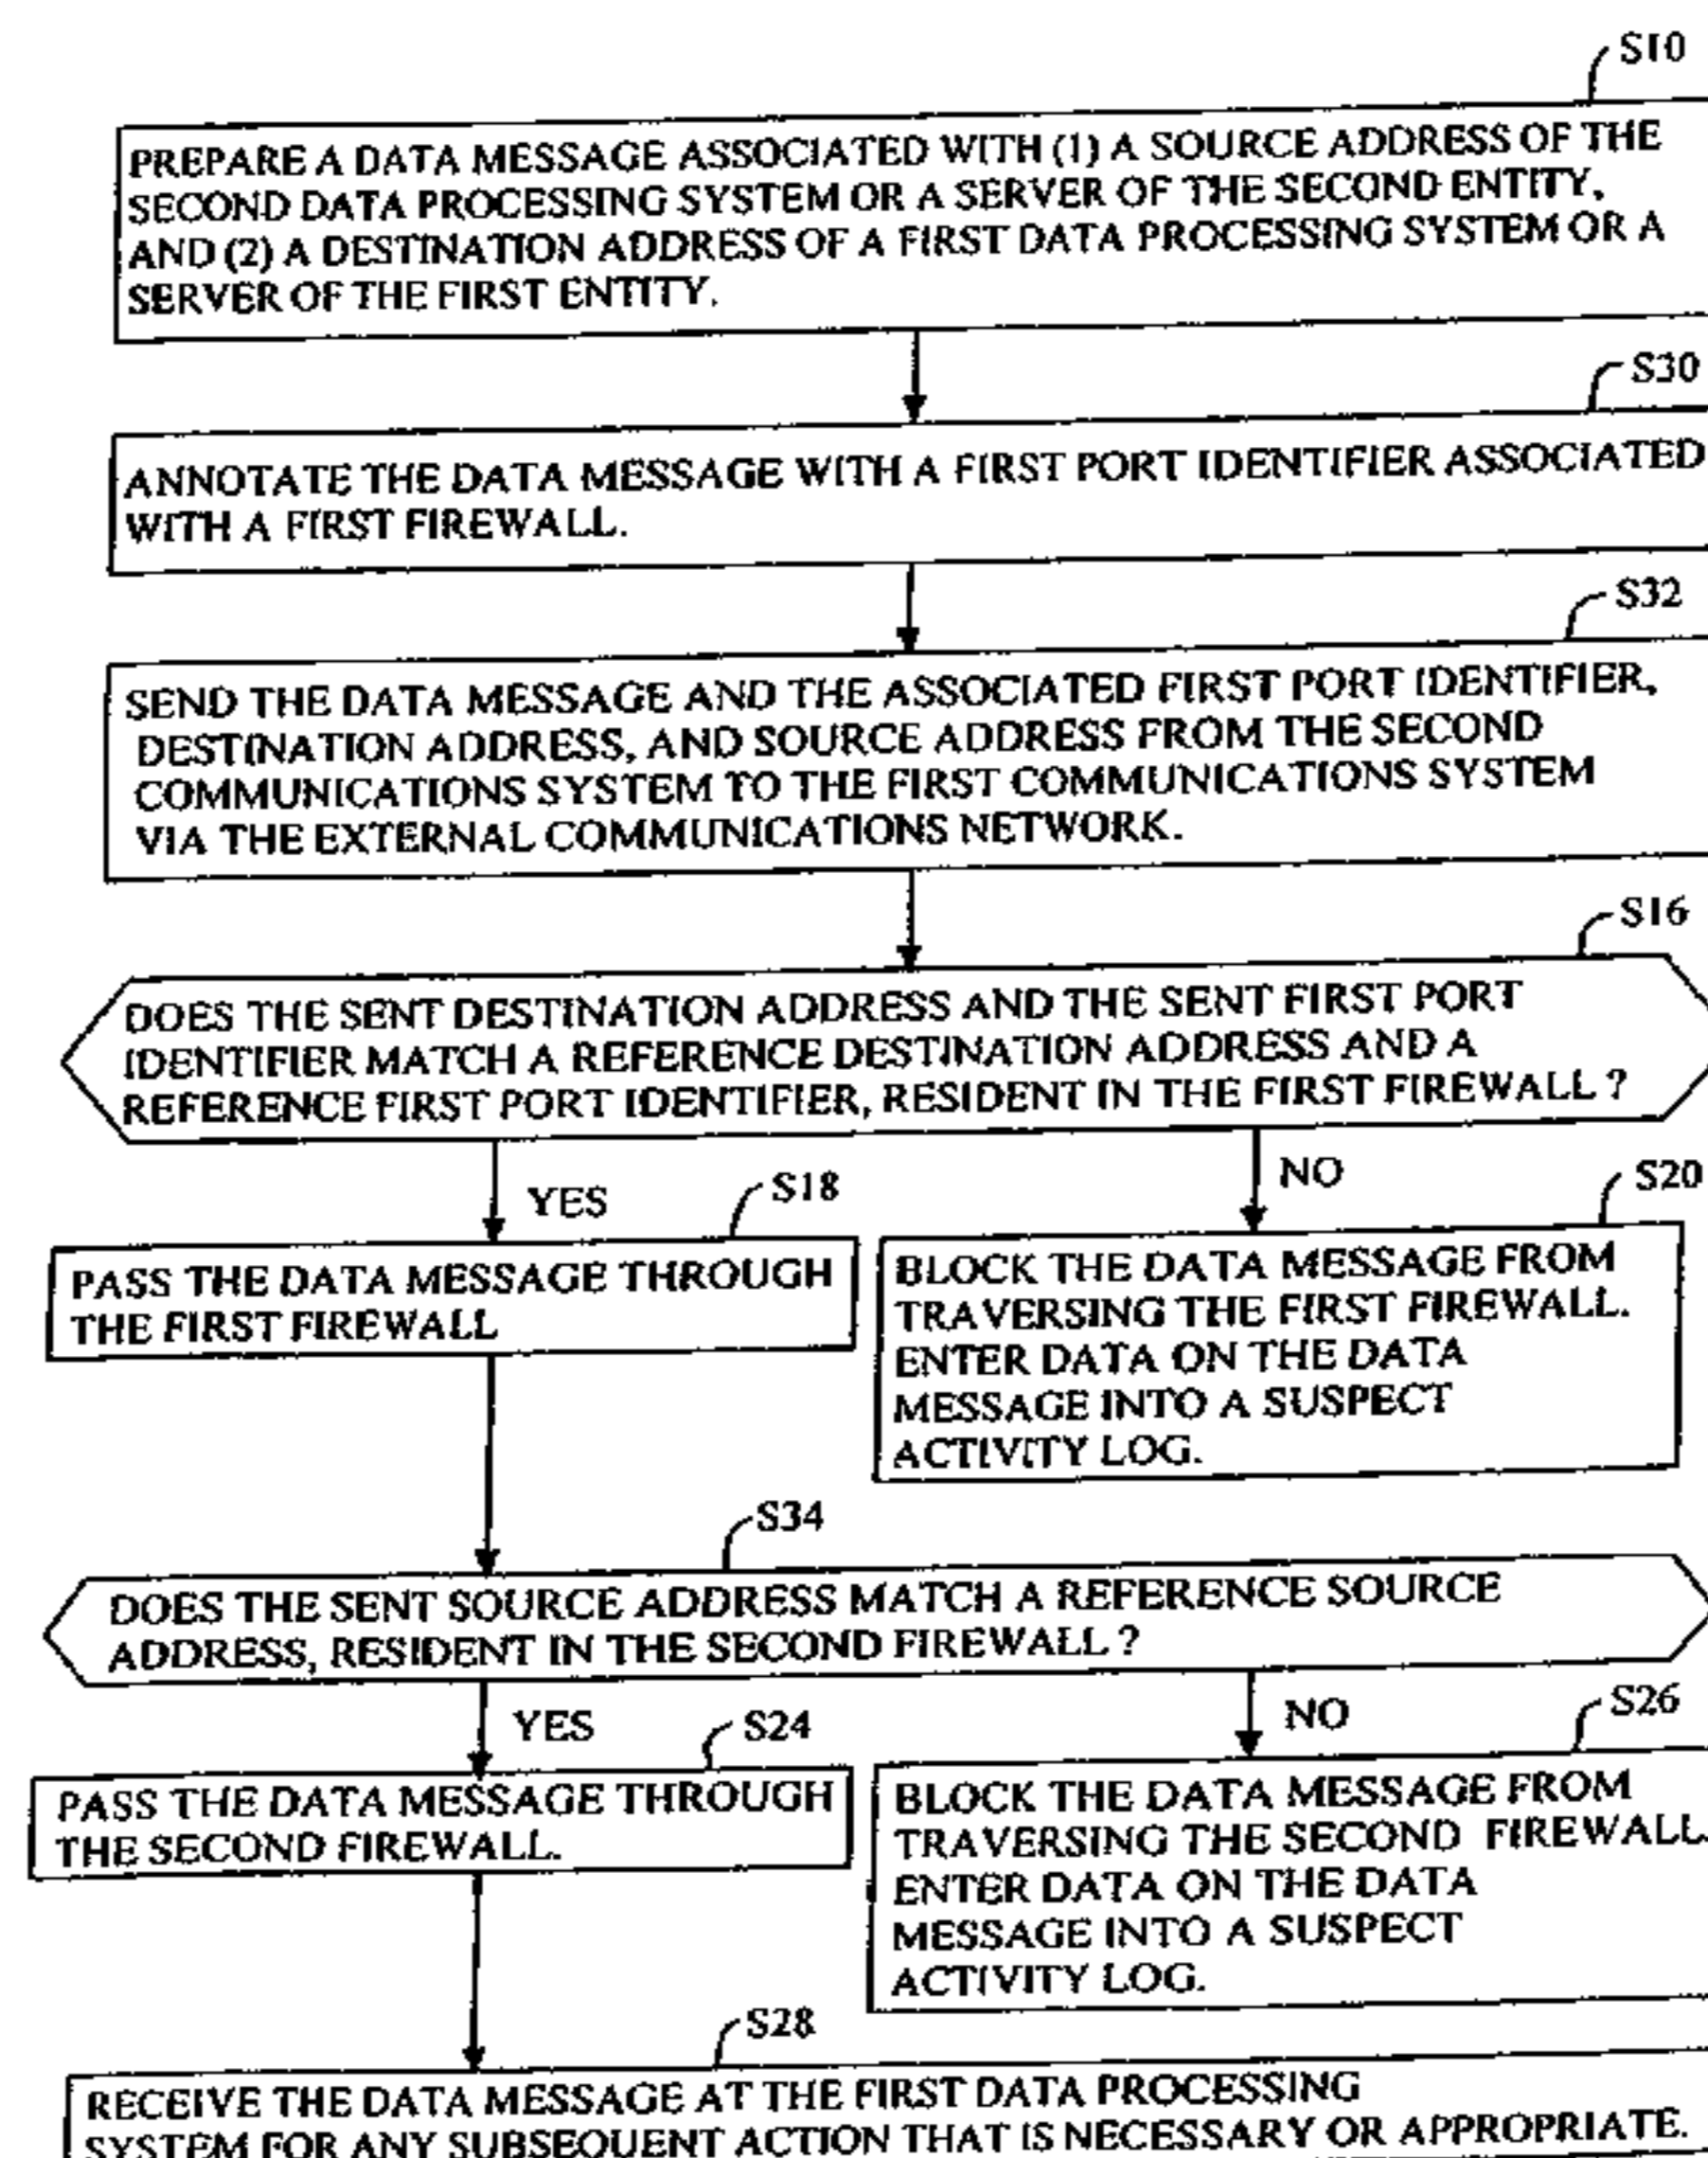 S10
PREPARE A DATA MESSAGE ASSOCIATED WITH (1) A SOURCE ADDRESS OF THE
SECOND DATA PROCESSING SYSTEM OR A SERVER OF THE SECOND ENTITY,
AND (2) A DESTINATION ADDRESS OF A FIRST DATA PROCESSING SYSTEM OR A
SERVER OF THE FIRST ENTITY.
S30
ANNOTATE THE DATA MESSAGE WITH A FIRST PORT IDENTIFIER ASSOCIATED
WITH A FIRST FIREWALL.
S32
SEND THE DATA MESSAGE AND THE ASSOCIATED FIRST PORT IDENTIFIER,
DESTINATION ADDRESS, AND SOURCE ADDRESS FROM THE SECOND
COMMUNICATIONS SYSTEM TO THE FIRST COMMUNICATIONS SYSTEM
VIA THE EXTERNAL COMMUNICATIONS NETWORK.
S16
DOES THE SENT DESTINATION ADDRESS AND THE SENT FIRST PORT
IDENTIFIER MATCH A REFERENCE DESTINATION ADDRESS AND A
REFERENCE FIRST PORT IDENTIFIER, RESIDENT IN THE FIRST FIREWALL ?
YES
S18
PASS THE DATA MESSAGE THROUGH
THE FIRST FIREWALL
NO
S20
BLOCK THE DATA MESSAGE FROM
TRAVERSING THE FIRST FIREWALL.
ENTER DATA ON THE DATA
MESSAGE INTO A SUSPECT
ACTIVITY LOG.
S34
DOES THE SENT SOURCE ADDRESS MATCH A REFERENCE SOURCE
ADDRESS, RESIDENT IN THE SECOND FIREWALL ?
YES
S24
PASS THE DATA MESSAGE THROUGH
THE SECOND FIREWALL.
NO
S26
BLOCK THE DATA MESSAGE FROM
TRAVERSING THE SECOND FIREWALL.
ENTER DATA ON THE DATA
MESSAGE INTO A SUSPECT
ACTIVITY LOG.
S28
RECEIVE THE DATA MESSAGE AT THE FIRST DATA PROCESSING
SYSTEM FOR ANY SUBSEQUENT ACTION THAT IS NECESSARY OR APPROPRIATE.